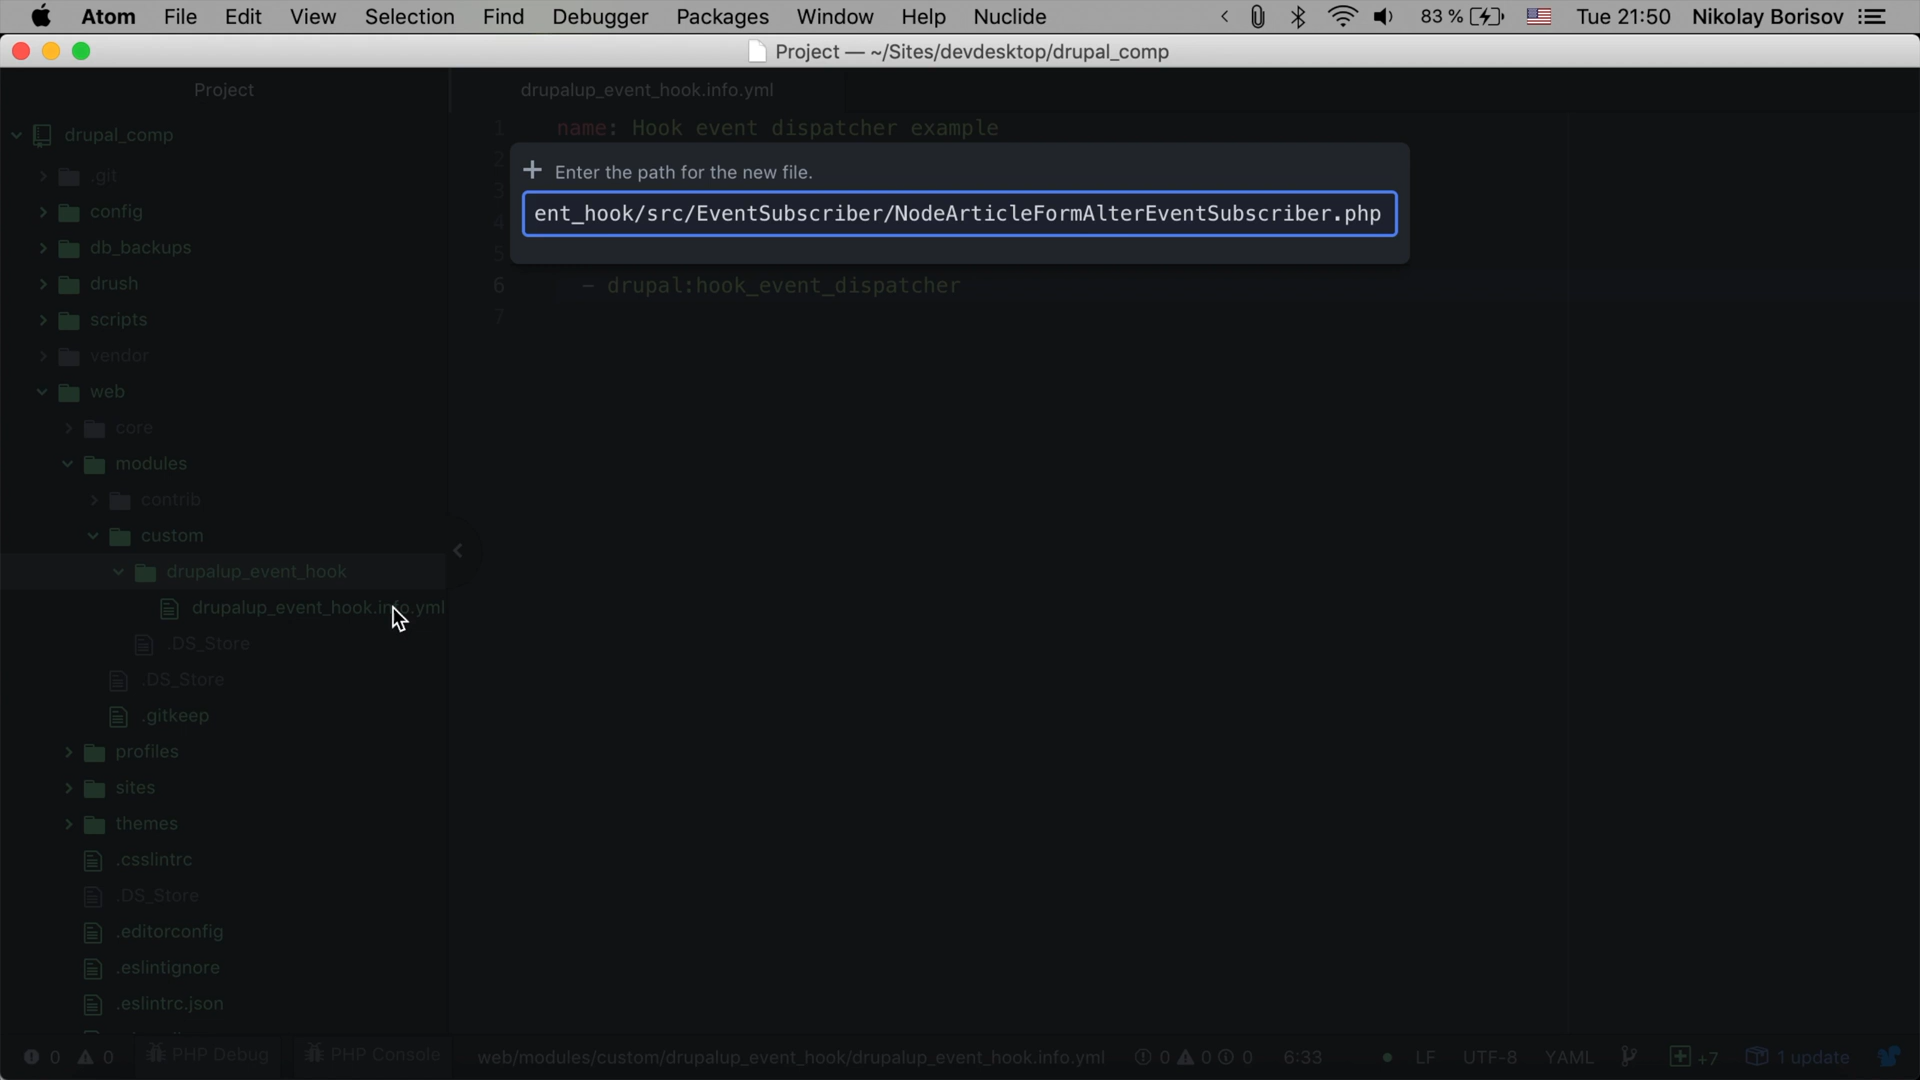 Atom File Edit View Selection Find Debugger Packages Window Help Nuclide 83 % Tue 21:50 Nikolay Borisov
Project — ~/Sites/devdesktop/drupal_comp
Project
drupalup_event_hook.info.yml
drupal_comp
.git
config
db_backups
drush
scripts
vendor
web
core
modules
contrib
custom
drupalup_event_hook
drupalup_event_hook.info.yml
.DS_Store
.DS_Store
.gitkeep
profiles
sites
themes
.csslintrc
.DS_Store
.editorconfig
.eslintignore
.eslintrc.json
1 name: Hook event dispatcher example
2
3
4
5
6 - drupal:hook_event_dispatcher
7
Enter the path for the new file.
ent_hook/src/EventSubscriber/NodeArticleFormAlterEventSubscriber.php
0 0 PHP Debug PHP Console web/modules/custom/drupalup_event_hook/drupalup_event_hook.info.yml 0 0 0 6:33 LF UTF-8 YAML +7 1 update